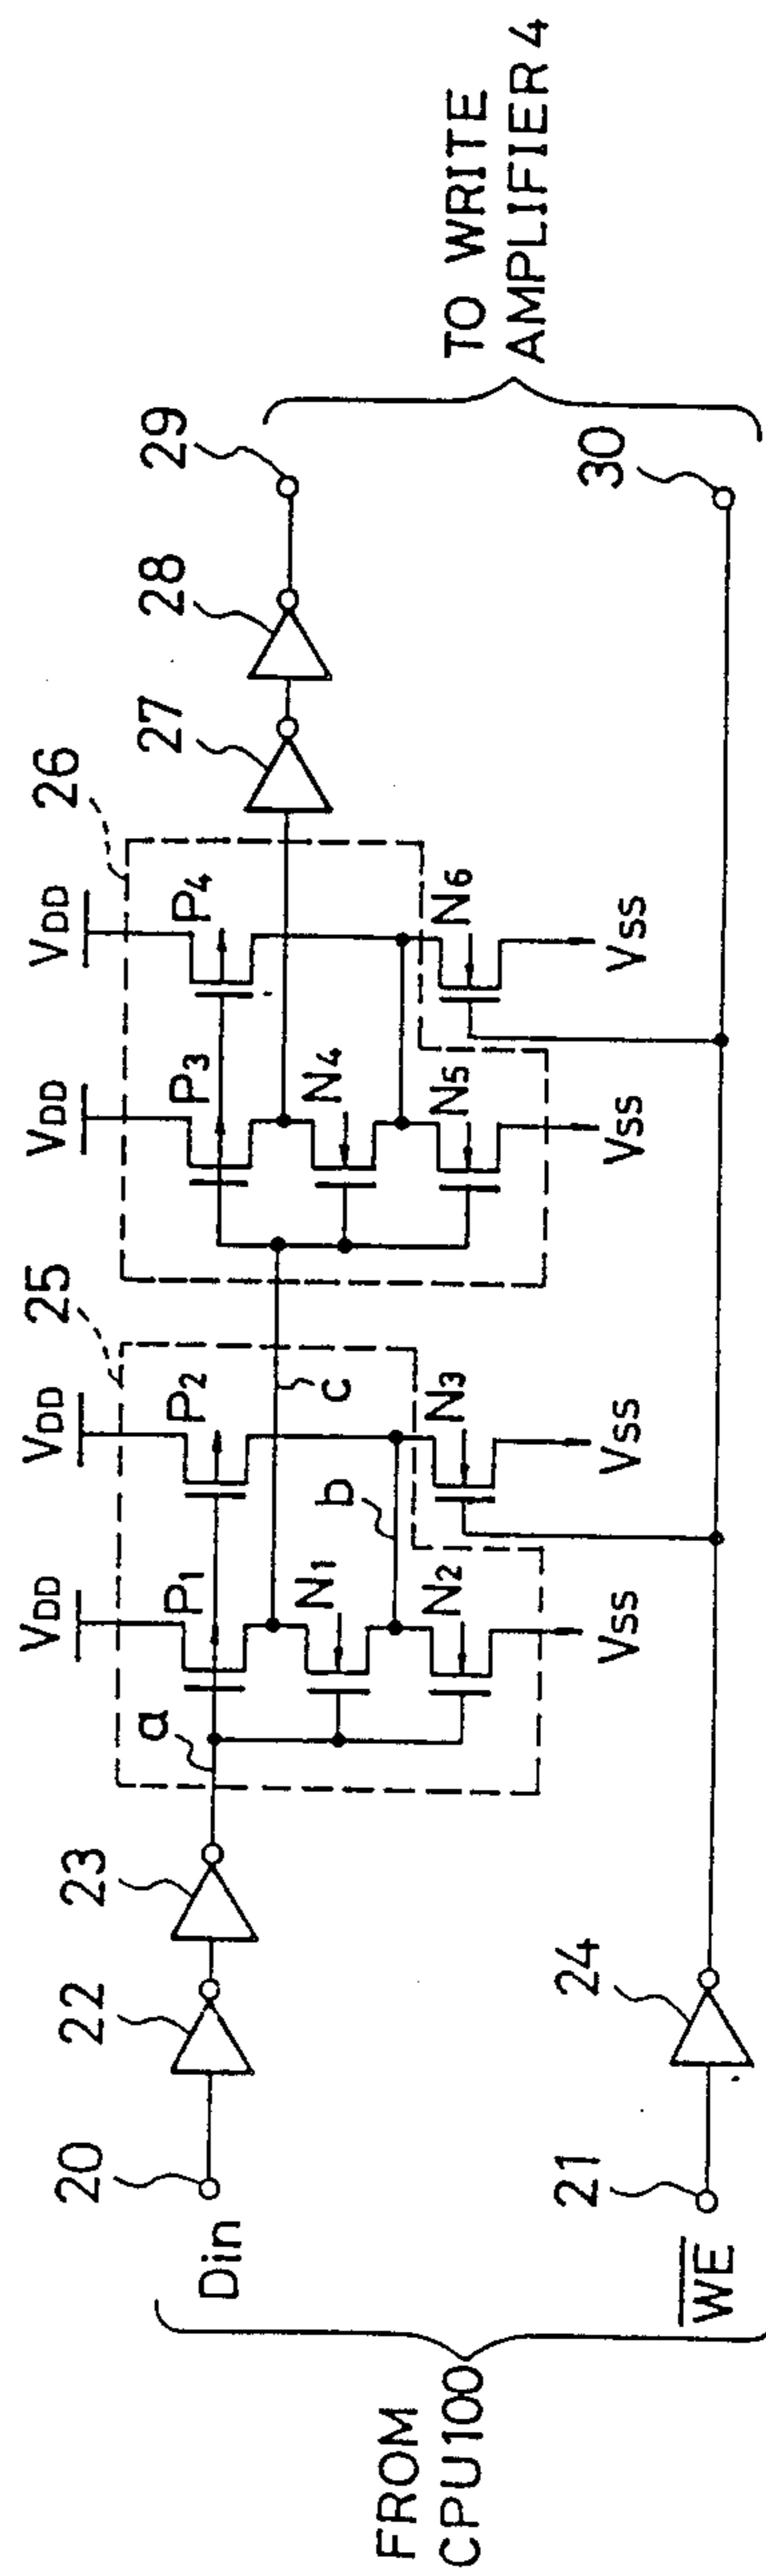 FROM
CPU100
Din
20
22
23
a
25
VDD
VDD
P1
P2
c
N1
b
N2
N3
VSS
VSS
26
VDD
VDD
P3
P4
N4
N5
N6
VSS
VSS
27
28
29
WE
21
24
30
TO WRITE
AMPLIFIER 4